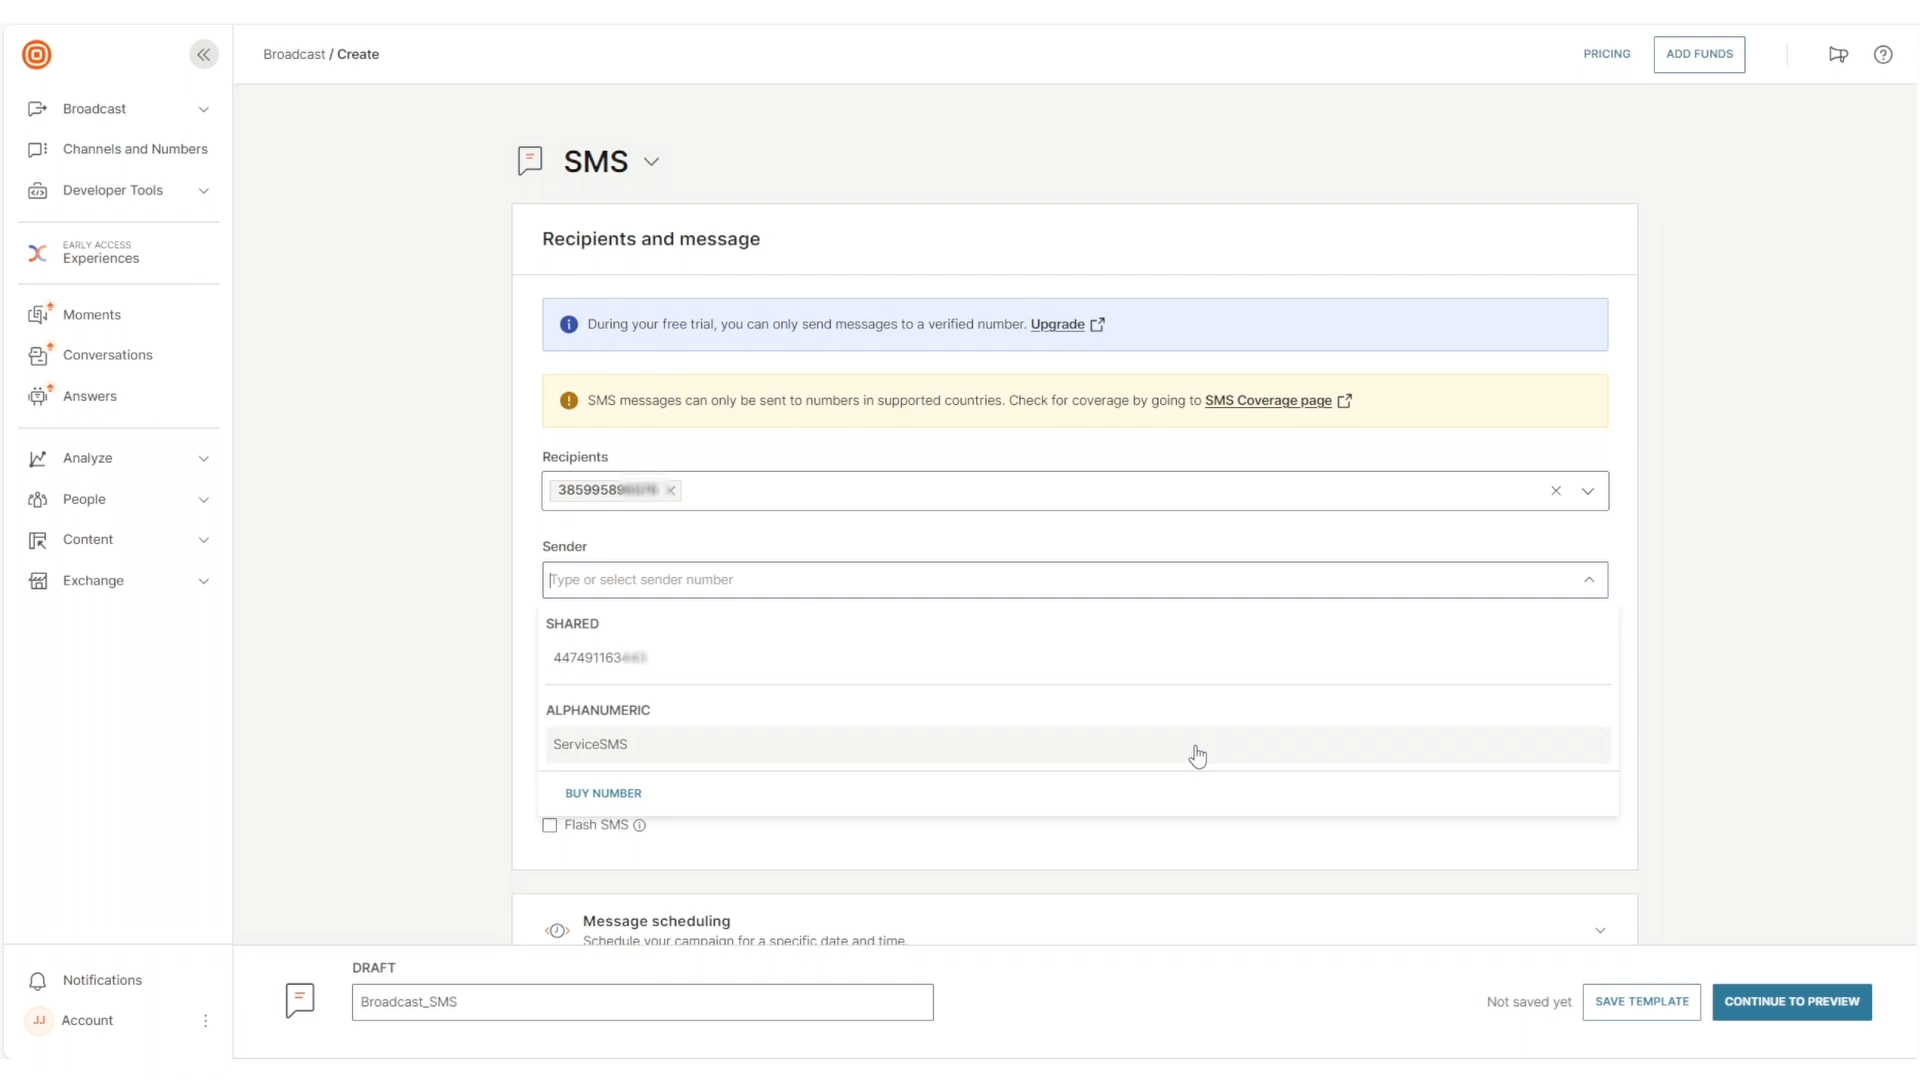 Broadcast / Create
PRICING
ADD FUNDS
Broadcast
Channels and Numbers
Developer Tools
EARLY ACCESS
Experiences
Moments
Conversations
Answers
Analyze
People
Content
Exchange
Notifications
JJ
Account
SMS
Recipients and message
During your free trial, you can only send messages to a verified number. Upgrade
SMS messages can only be sent to numbers in supported countries. Check for coverage by going to SMS Coverage page
Recipients
38599589
Sender
Type or select sender number
SHARED
447491163
ALPHANUMERIC
ServiceSMS
BUY NUMBER
Flash SMS
Message scheduling
Schedule your campaign for a specific date and time.
DRAFT
Broadcast_SMS
Not saved yet
SAVE TEMPLATE
CONTINUE TO PREVIEW